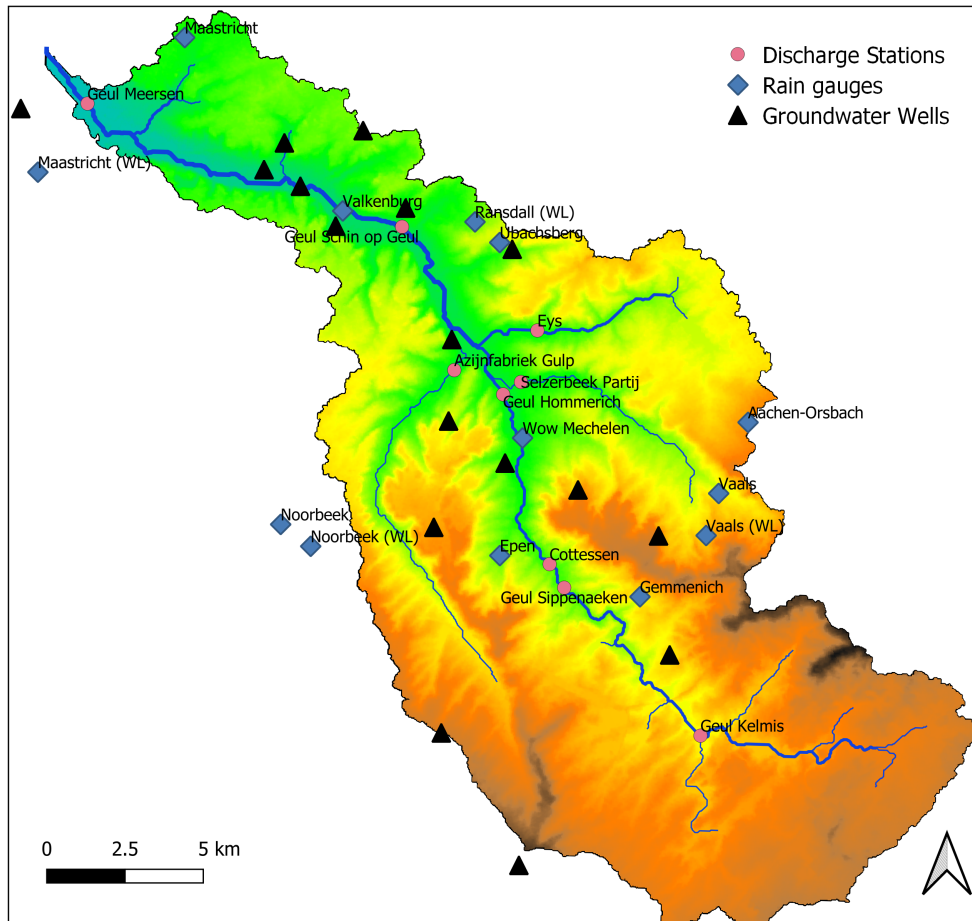 Maastricht
Discharge Stations
Rain gauges
Groundwater Wells
Geul Meersen
Maastricht (WL)
Valkenburg
Geul Schin op Geul
Ransdall (WL)
Ubachsberg
Eys
Azijnfabriek Gulp
Selzerbeek Partij
Geul Hommerich
Aachen-Orsbach
Wow Mechelen
Vaals
Noorbeek
Noorbeek (WL)
Vaals (WL)
Epen
Cottessen
Geul Sippenaeken
Gemmenich
Geul Kelmis
0 2.5 5 km